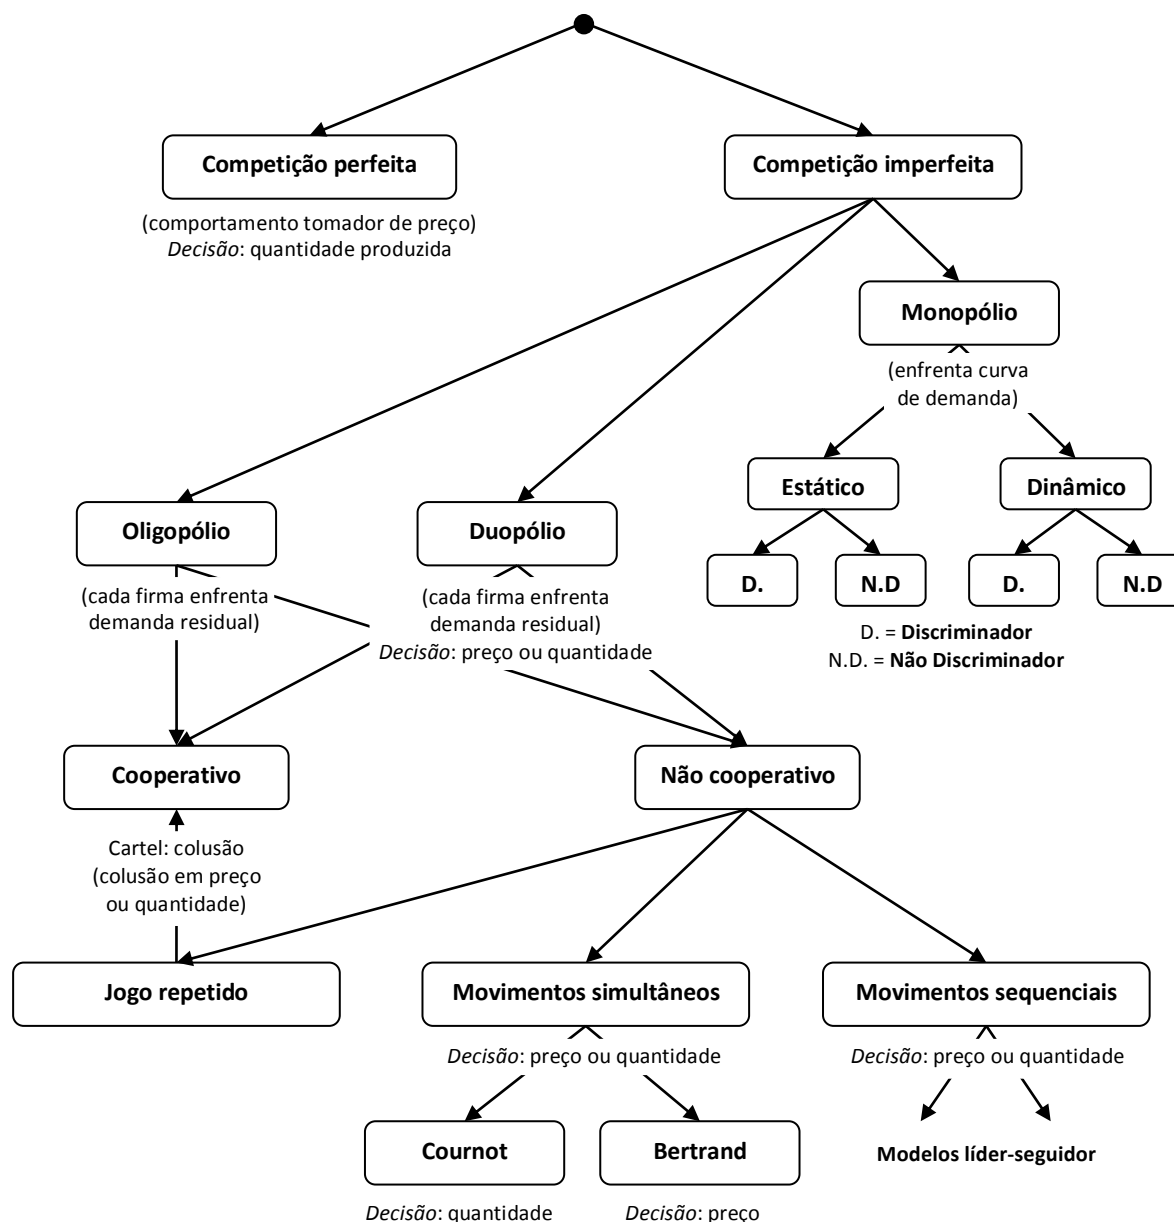 Competição perfeita
Competição imperfeita
(comportamento tomador de preço)
Decisão: quantidade produzida
Monopólio
(enfrenta curva
de demanda)
Estático
Dinâmico
Oligopólio
Duopólio
D.
N.D
D.
N.D
(cada firma enfrenta
demanda residual)
(cada firma enfrenta
demanda residual)
Decisão: preço ou quantidade
D. = Discriminador
N.D. = Não Discriminador
Cooperativo
Não cooperativo
Cartel: colusão
(colusão em preço
ou quantidade)
Jogo repetido
Movimentos simultâneos
Movimentos sequenciais
Decisão: preço ou quantidade
Decisão: preço ou quantidade
Cournot
Bertrand
Modelos líder-seguidor
Decisão: quantidade
Decisão: preço